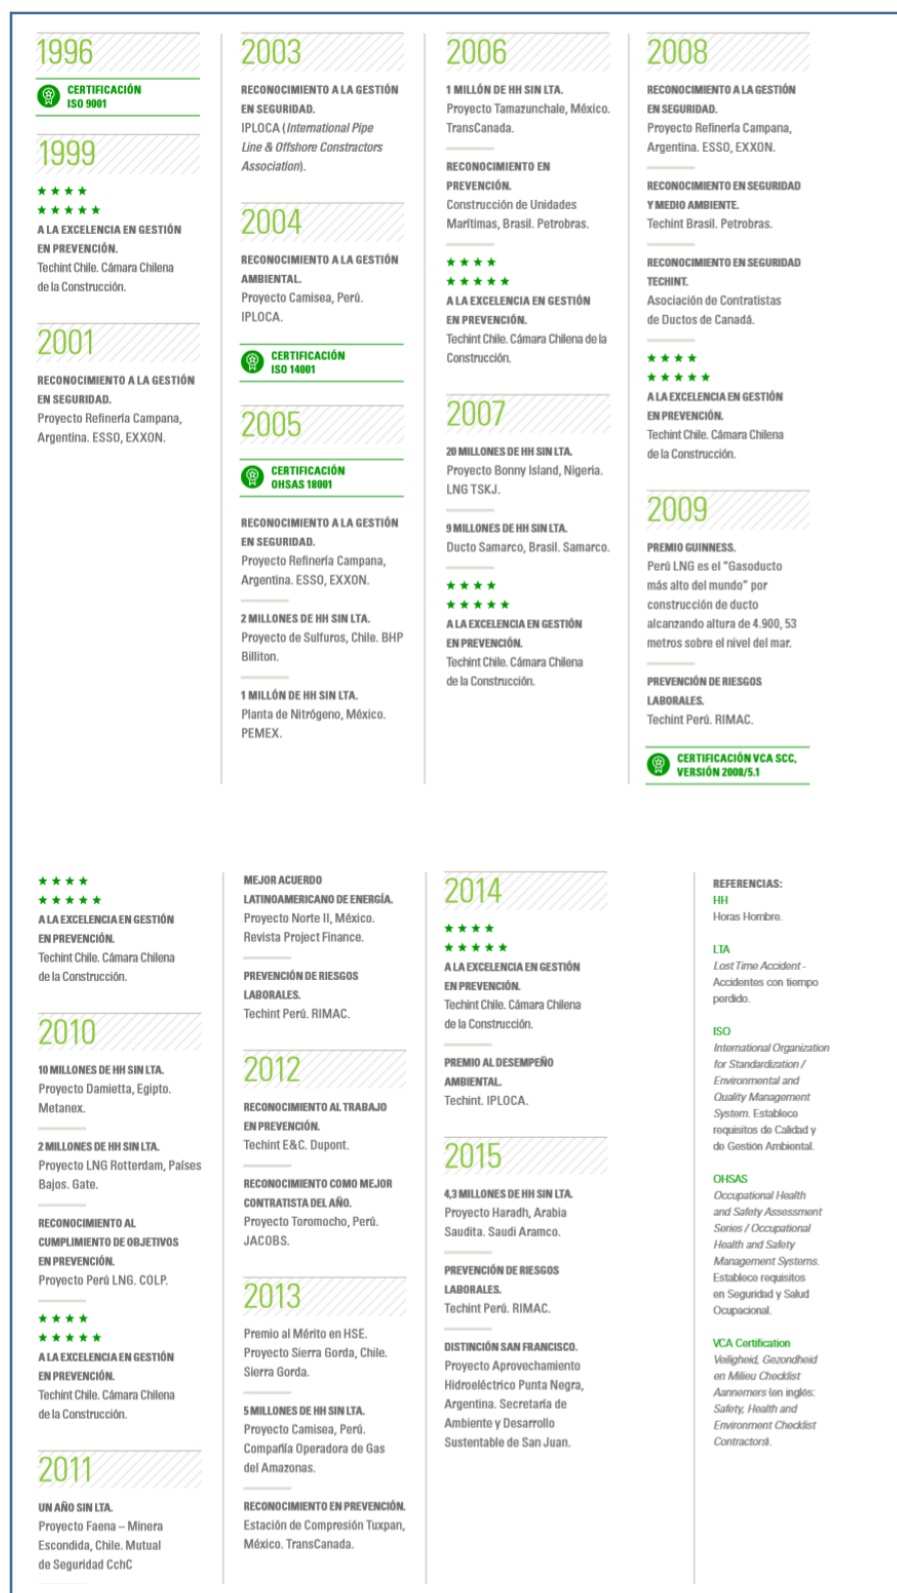 1996
CERTIFICACIÓN
ISO 9001
1999
★★★★
★★★★★
A LA EXCELENCIA EN GESTIÓN
EN PREVENCIÓN.
Techint Chile. Cámara Chilena
de la Construcción.
2001
RECONOCIMIENTO A LA GESTIÓN
EN SEGURIDAD.
Proyecto Refinería Campana,
Argentina. ESSO, EXXON.
2003
RECONOCIMIENTO A LA GESTIÓN
EN SEGURIDAD.
IPLOCA (International Pipe
Line & Offshore Constractors
Association).
2004
RECONOCIMIENTO A LA GESTIÓN
AMBIENTAL.
Proyecto Camisea, Perú.
IPLOCA.
CERTIFICACIÓN
ISO 14001
2005
CERTIFICACIÓN
OHSAS 18001
RECONOCIMIENTO A LA GESTIÓN
EN SEGURIDAD.
Proyecto Refinería Campana,
Argentina. ESSO, EXXON.
2 MILLONES DE HH SIN LTA.
Proyecto de Sulfuros, Chile. BHP
Billiton.
1 MILLÓN DE HH SIN LTA.
Planta de Nitrógeno, México.
PEMEX.
2006
1 MILLÓN DE HH SIN LTA.
Proyecto Tamazunchale, México.
TransCanada.
RECONOCIMIENTO EN
PREVENCIÓN.
Construcción de Unidades
Marítimas, Brasil. Petrobras.
★★★★
★★★★★
A LA EXCELENCIA EN GESTIÓN
EN PREVENCIÓN.
Techint Chile. Cámara Chilena de la
Construcción.
2007
20 MILLONES DE HH SIN LTA.
Proyecto Bonny Island, Nigeria.
LNG TSKJ.
9 MILLONES DE HH SIN LTA.
Ducto Samarco, Brasil. Samarco.
★★★★
★★★★★
A LA EXCELENCIA EN GESTIÓN
EN PREVENCIÓN.
Techint Chile. Cámara Chilena
de la Construcción.
2008
RECONOCIMIENTO A LA GESTIÓN
EN SEGURIDAD.
Proyecto Refinería Campana,
Argentina. ESSO, EXXON.
RECONOCIMIENTO EN SEGURIDAD
Y MEDIO AMBIENTE.
Techint Brasil. Petrobras.
RECONOCIMIENTO EN SEGURIDAD
TECHINT.
Asociación de Contratistas
de Ductos de Canadá.
★★★★
★★★★★
A LA EXCELENCIA EN GESTIÓN
EN PREVENCIÓN.
Techint Chile. Cámara Chilena
de la Construcción.
2009
PREMIO GUINNESS.
Perú LNG es el "Gasoducto
más alto del mundo" por
construcción de ducto
alcanzando altura de 4.900, 53
metros sobre el nivel del mar.
PREVENCIÓN DE RIESGOS
LABORALES.
Techint Perú. RIMAC.
CERTIFICACIÓN VCA SCC,
VERSIÓN 2008/5.1
★★★★
★★★★★
A LA EXCELENCIA EN GESTIÓN
EN PREVENCIÓN.
Techint Chile. Cámara Chilena
de la Construcción.
2010
10 MILLONES DE HH SIN LTA.
Proyecto Damietta, Egipto.
Metanex.
2 MILLONES DE HH SIN LTA.
Proyecto LNG Rotterdam, Países
Bajos. Gate.
RECONOCIMIENTO AL
CUMPLIMIENTO DE OBJETIVOS
EN PREVENCIÓN.
Proyecto Perú LNG. COLP.
★★★★
★★★★★
A LA EXCELENCIA EN GESTIÓN
EN PREVENCIÓN.
Techint Chile. Cámara Chilena
de la Construcción.
2011
UN AÑO SIN LTA.
Proyecto Faena – Minera
Escondida, Chile. Mutual
de Seguridad CchC
MEJOR ACUERDO
LATINOAMERICANO DE ENERGÍA.
Proyecto Norte II, México.
Revista Project Finance.
PREVENCIÓN DE RIESGOS
LABORALES.
Techint Perú. RIMAC.
2012
RECONOCIMIENTO AL TRABAJO
EN PREVENCIÓN.
Techint E&C. Dupont.
RECONOCIMIENTO COMO MEJOR
CONTRATISTA DEL AÑO.
Proyecto Toromocho, Perú.
JACOBS.
2013
Premio al Mérito en HSE.
Proyecto Sierra Gorda, Chile.
Sierra Gorda.
5 MILLONES DE HH SIN LTA.
Proyecto Camisea, Perú.
Compañía Operadora de Gas
del Amazonas.
RECONOCIMIENTO EN PREVENCIÓN.
Estación de Compresión Tuxpan,
México. TransCanada.
2014
★★★★
★★★★★
A LA EXCELENCIA EN GESTIÓN
EN PREVENCIÓN.
Techint Chile. Cámara Chilena
de la Construcción.
PREMIO AL DESEMPEÑO
AMBIENTAL.
Techint. IPLOCA.
2015
4,3 MILLONES DE HH SIN LTA.
Proyecto Haradh, Arabia
Saudita. Saudi Aramco.
PREVENCIÓN DE RIESGOS
LABORALES.
Techint Perú. RIMAC.
DISTINCIÓN SAN FRANCISCO.
Proyecto Aprovechamiento
Hidroeléctrico Punta Negra,
Argentina. Secretaría de
Ambiente y Desarrollo
Sustentable de San Juan.
REFERENCIAS:
HH
Horas Hombre.
LTA
Lost Time Accident -
Accidentes con tiempo
perdido.
ISO
International Organization
for Standardization /
Environmental and
Quality Management
System. Establece
requisitos de Calidad y
de Gestión Ambiental.
OHSAS
Occupational Health
and Safety Assessment
Series / Occupational
Health and Safety
Management Systems.
Establece requisitos
en Seguridad y Salud
Ocupacional.
VCA Certification
Veiligheid, Gezondheid
en Milieu Checklist
Aannemers (en inglés:
Safety, Health and
Environment Checklist
Contractors).